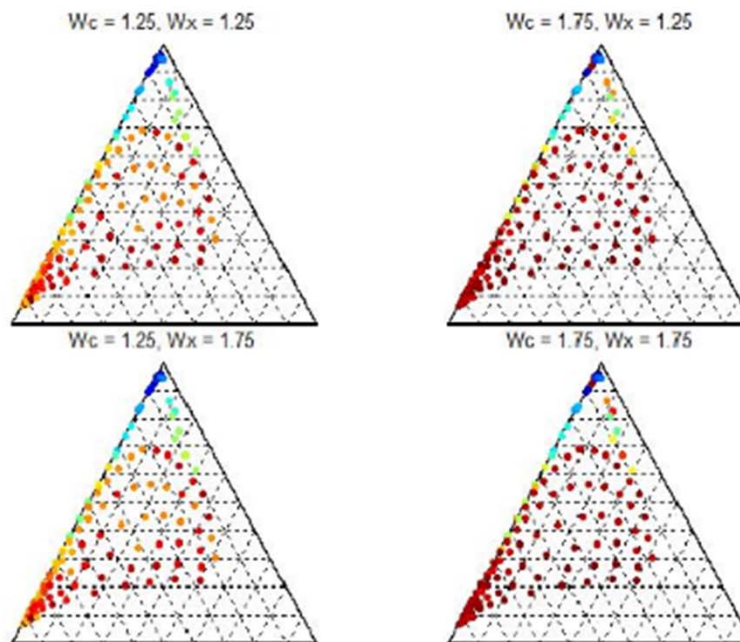 Wc = 1.25, Wx = 1.25
Wc = 1.75, Wx = 1.25
Wc = 1.25, Wx = 1.75
Wc = 1.75, Wx = 1.75